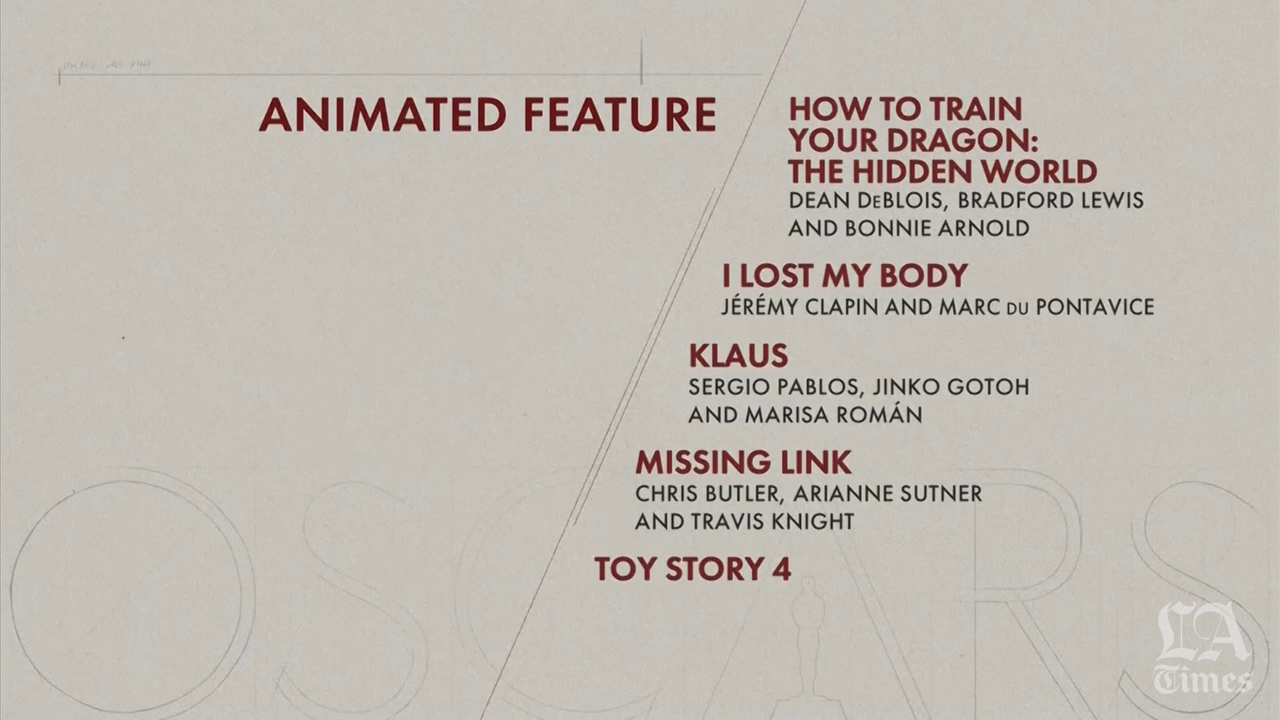 ANIMATED FEATURE
HOW TO TRAIN
YOUR DRAGON:
THE HIDDEN WORLD
DEAN DeBLOIS, BRADFORD LEWIS
AND BONNIE ARNOLD
I LOST MY BODY
JÉRÉMY CLAPIN AND MARC DU PONTAVICE
KLAUS
SERGIO PABLOS, JINKO GOTOH
AND MARISA ROMÁN
MISSING LINK
CHRIS BUTLER, ARIANNE SUTNER
AND TRAVIS KNIGHT
TOY STORY 4
OSCARS
LA
Times